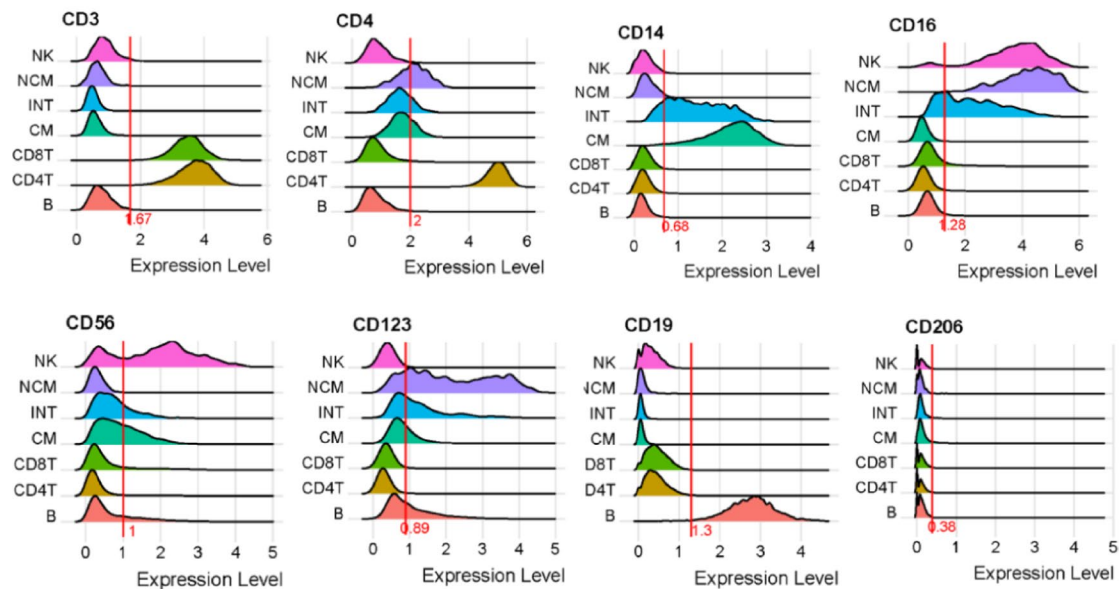 CD3
NK
NCM
INT
CM
CD8T
CD4T
B
1.67
0 2 4 6
Expression Level
CD4
NK
NCM
INT
CM
CD8T
CD4T
B
2
0 2 4 6
Expression Level
CD14
NK
NCM
INT
CM
CD8T
CD4T
B
0.68
0 1 2 3 4
Expression Level
CD16
NK
NCM
INT
CM
CD8T
CD4T
B
1.28
0 2 4 6
Expression Level
CD56
NK
NCM
INT
CM
CD8T
CD4T
B
1
0 1 2 3 4 5
Expression Level
CD123
NK
NCM
INT
CM
CD8T
CD4T
B
0.89
0 1 2 3 4 5
Expression Level
CD19
NK
NCM
INT
CM
D8T
D4T
B
1.3
0 1 2 3 4
Expression Level
CD206
NK
NCM
INT
CM
CD8T
CD4T
B
0.38
0 1 2 3 4 5
Expression Level